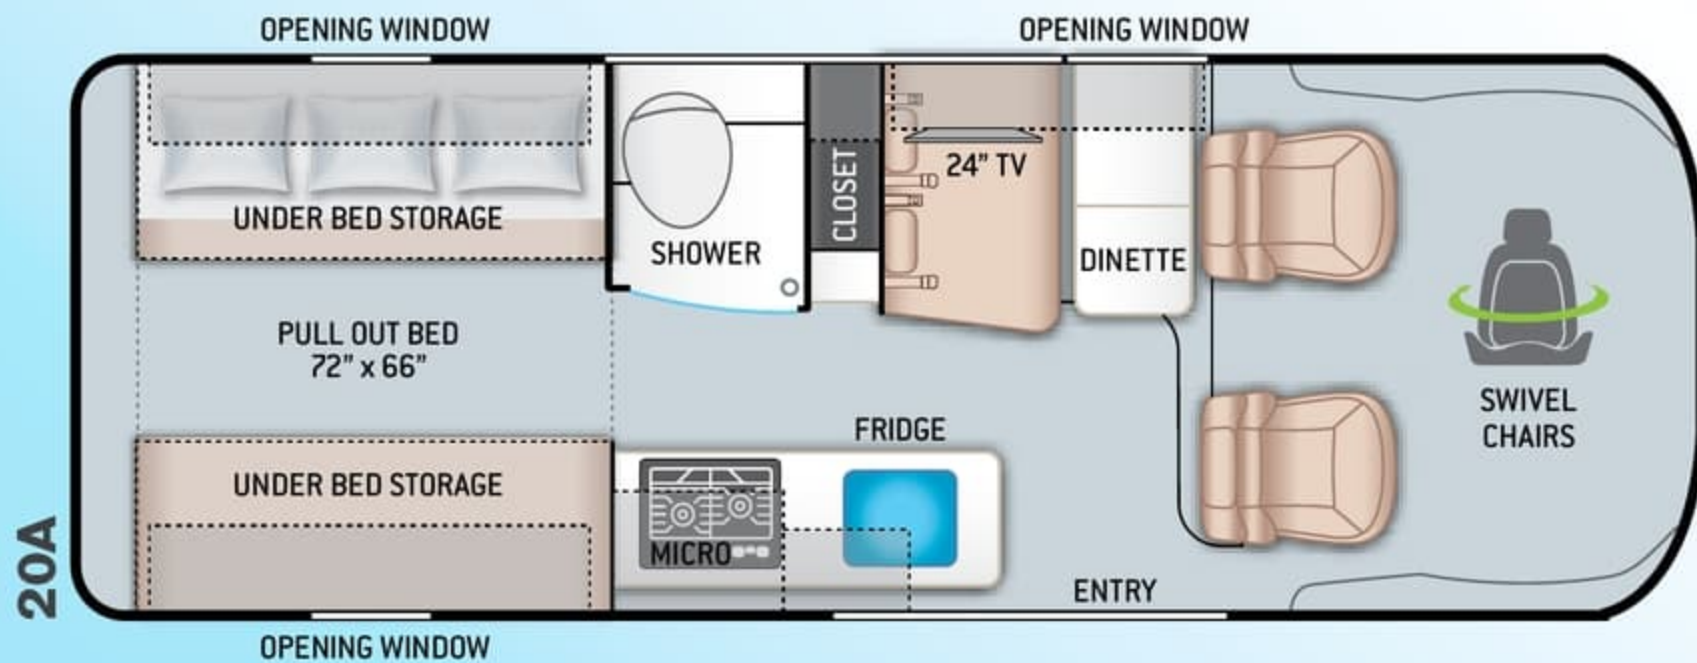 OPENING WINDOW
OPENING WINDOW
24” TV
CLOSET
UNDER BED STORAGE
SHOWER
DINETTE
PULL OUT BED
72” x 66”
SWIVEL
CHAIRS
FRIDGE
UNDER BED STORAGE
MICRO
ENTRY
20A
OPENING WINDOW